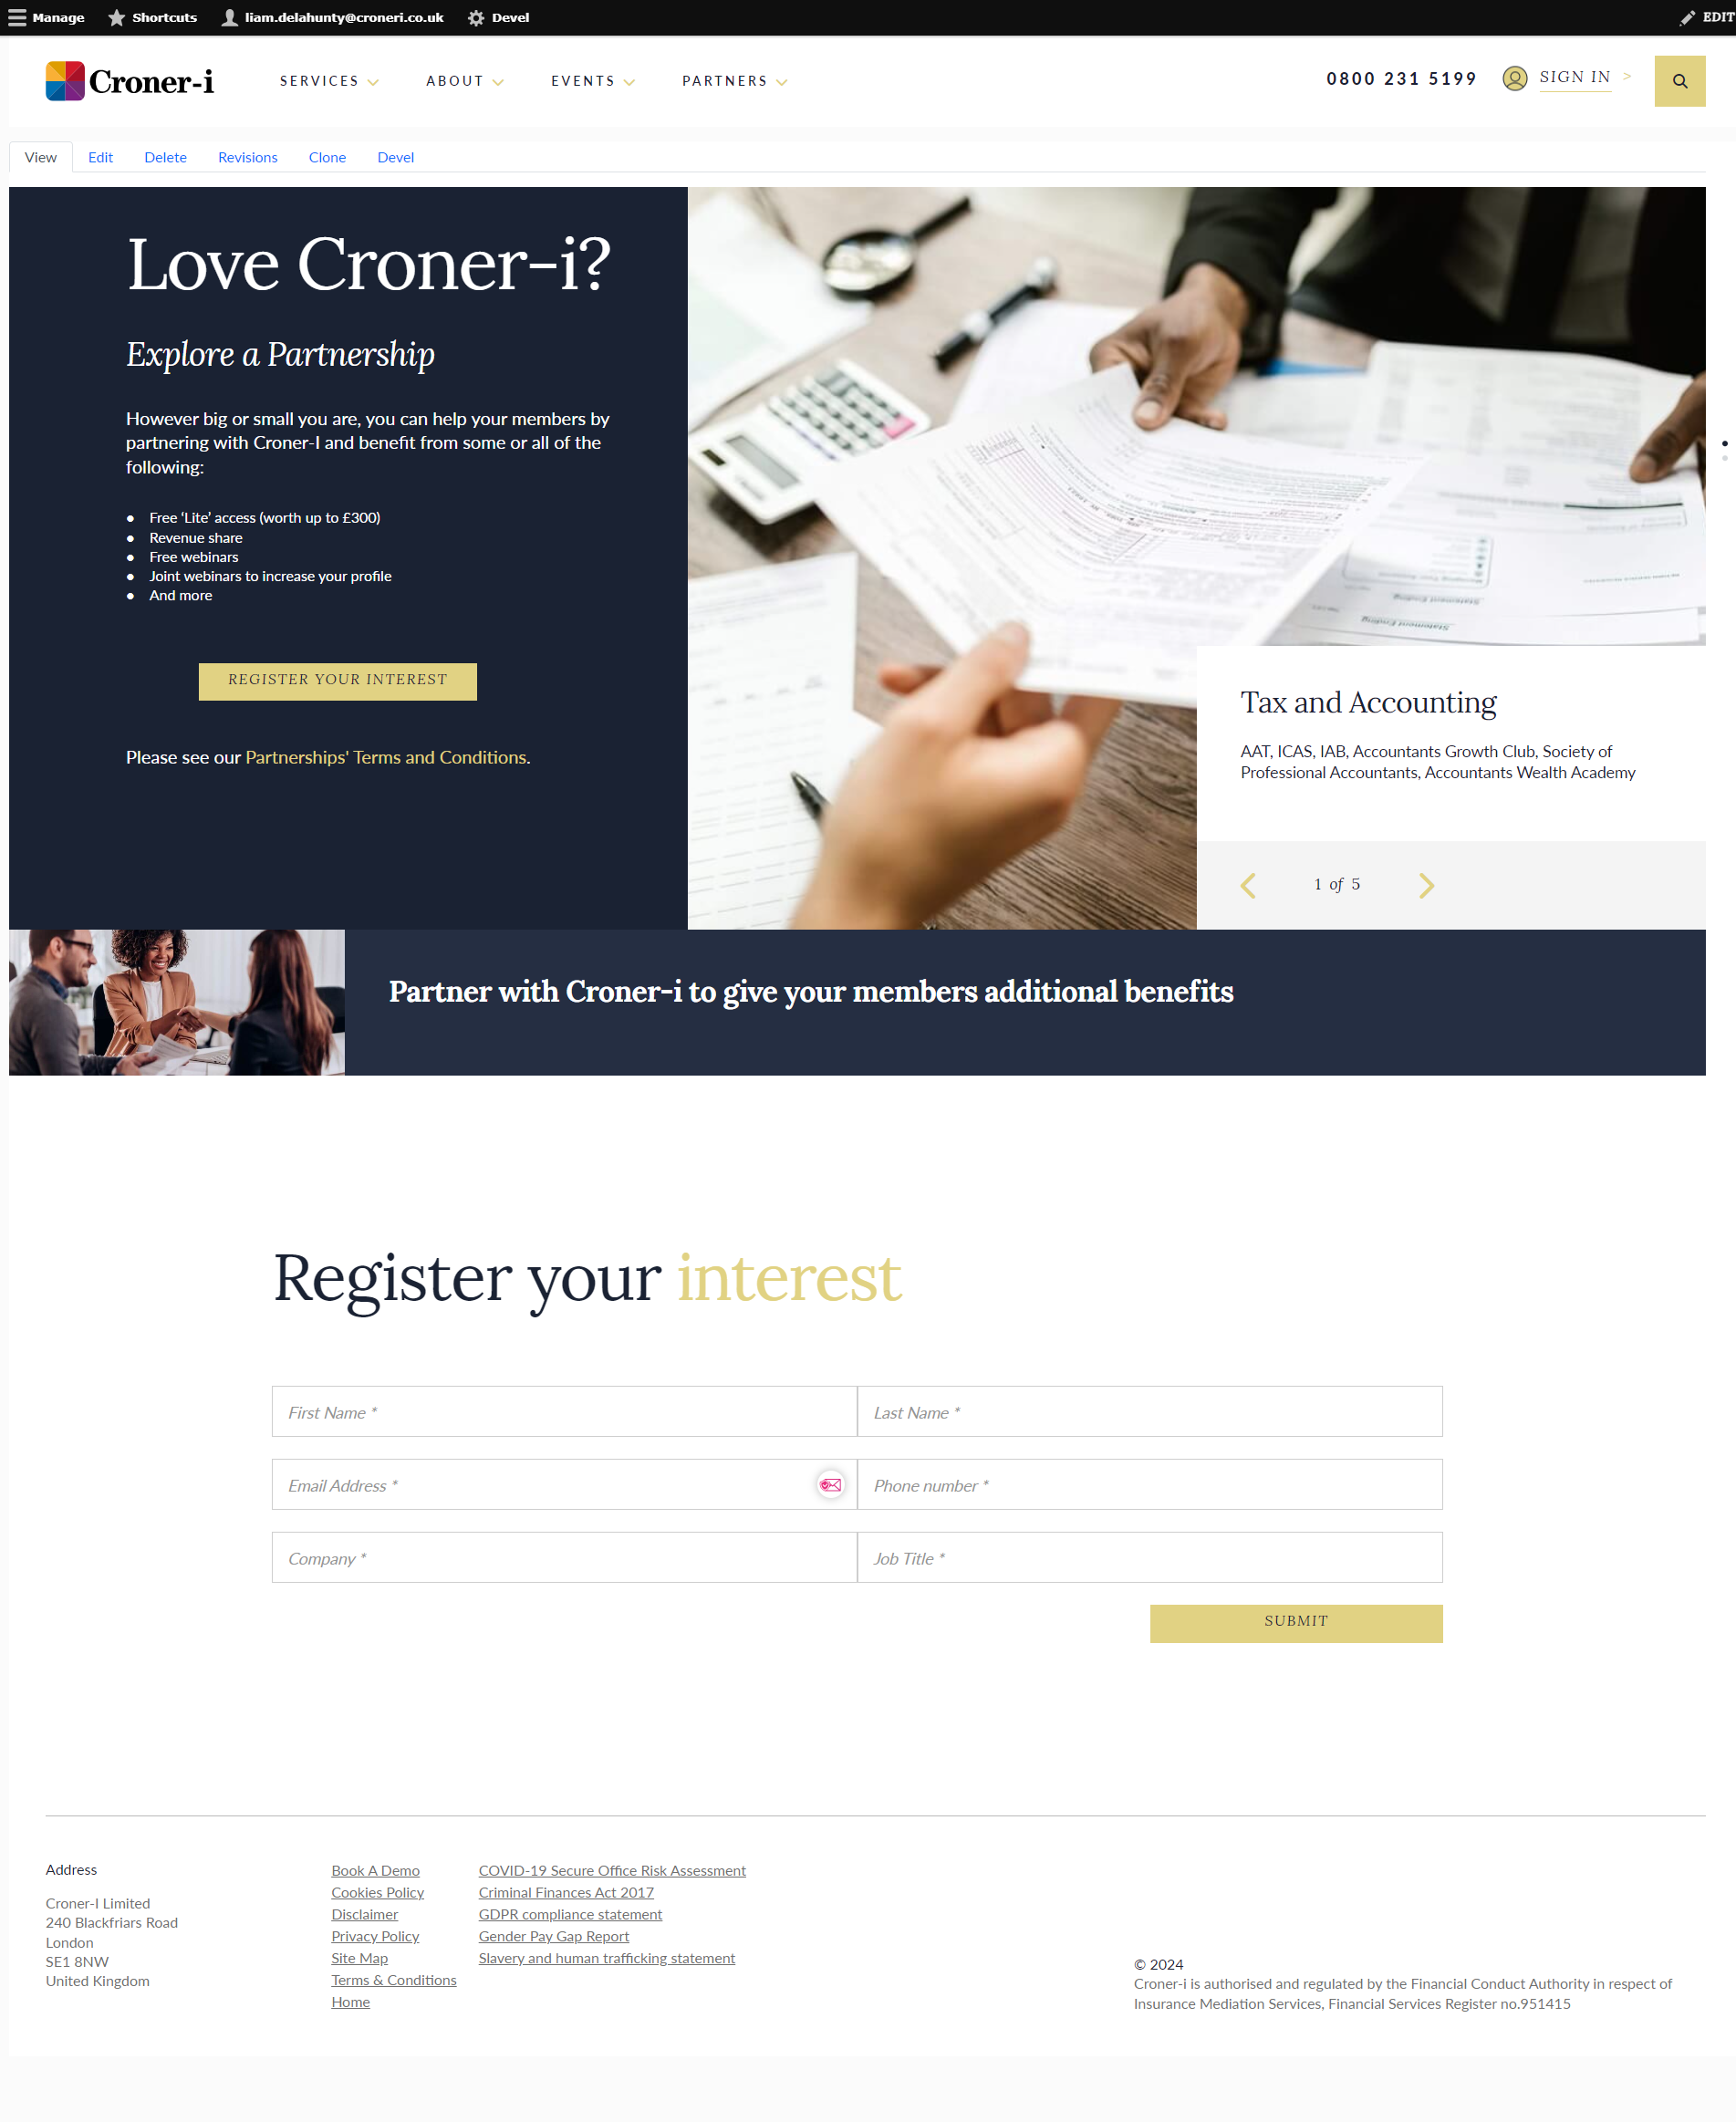 Manage Shortcuts liam.delahunty@croneri.co.uk Devel EDIT
Croner-i SERVICES ABOUT EVENTS PARTNERS 0800 231 5199 SIGN IN >
View Edit Delete Revisions Clone Devel
Love Croner-i?
Explore a Partnership
However big or small you are, you can help your members by
partnering with Croner-I and benefit from some or all of the
following:
● Free ‘Lite’ access (worth up to £300)
● Revenue share
● Free webinars
● Joint webinars to increase your profile
● And more
REGISTER YOUR INTEREST
Please see our Partnerships' Terms and Conditions.
Statement Ending
Statement Ending
Tax and Accounting
AAT, ICAS, IAB, Accountants Growth Club, Society of
Professional Accountants, Accountants Wealth Academy
1 of 5
Partner with Croner-i to give your members additional benefits
Register your interest
First Name *
Last Name *
Email Address *
Phone number *
Company *
Job Title *
SUBMIT
Address
Croner-I Limited
240 Blackfriars Road
London
SE1 8NW
United Kingdom
Book A Demo
Cookies Policy
Disclaimer
Privacy Policy
Site Map
Terms & Conditions
Home
COVID-19 Secure Office Risk Assessment
Criminal Finances Act 2017
GDPR compliance statement
Gender Pay Gap Report
Slavery and human trafficking statement
© 2024
Croner-i is authorised and regulated by the Financial Conduct Authority in respect of
Insurance Mediation Services, Financial Services Register no.951415